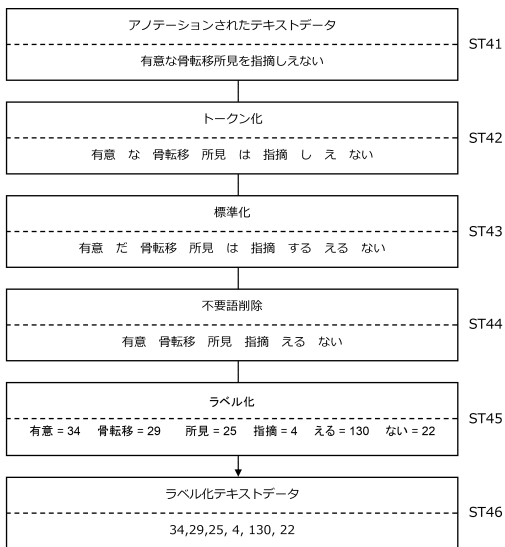 アノテーションされたテキストデータ
ST41
有意な骨転移所見を指摘しえない
トークン化
ST42
有意 な 骨転移 所見 は 指摘 し え ない
標準化
ST43
有意 だ 骨転移 所見 は 指摘 する える ない
不要語削除
ST44
有意 骨転移 所見 指摘 える ない
ラベル化
ST45
有意 = 34 骨転移 = 29 所見 = 25 指摘 = 4 える = 130 ない = 22
ラベル化テキストデータ
ST46
34,29,25, 4, 130, 22